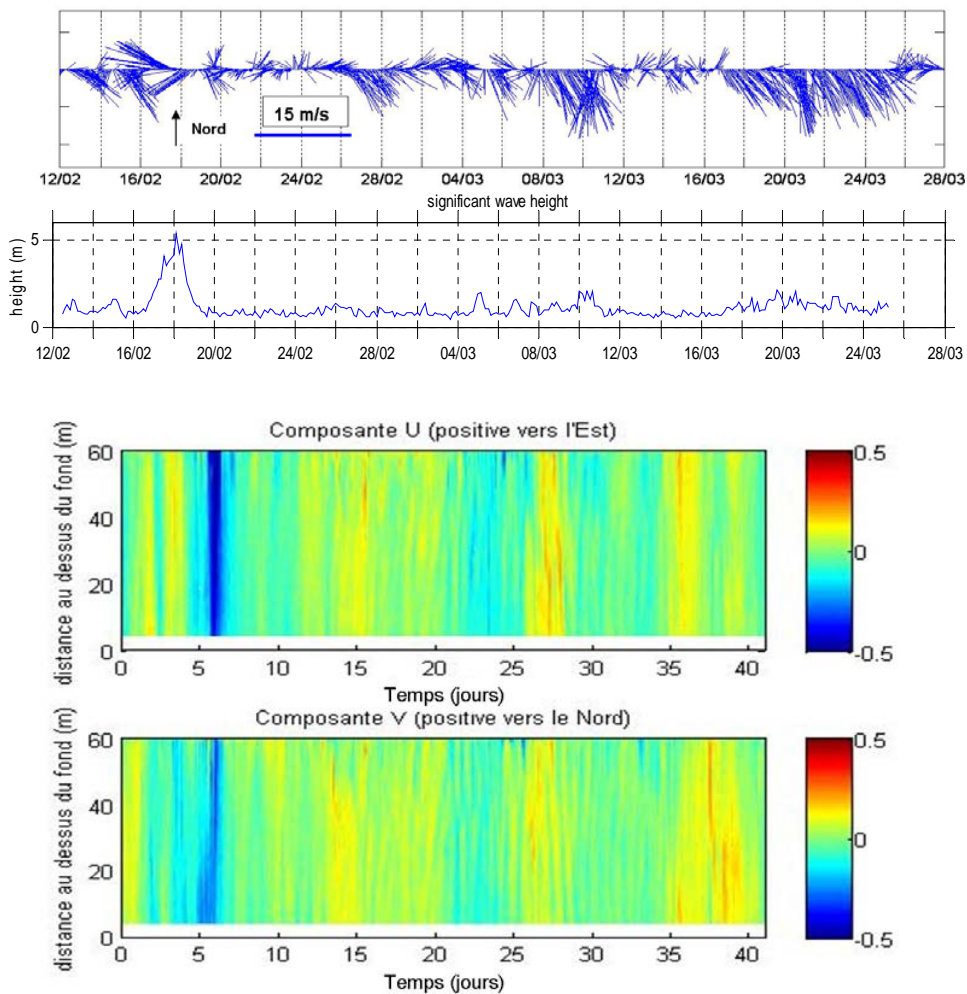 15 m/s
Nord
12/02 16/02 20/02 24/02 28/02 04/03 08/03 12/03 16/03 20/03 24/03 28/03
significant wave height
height (m)
5
0
12/02 16/02 20/02 24/02 28/02 04/03 08/03 12/03 16/03 20/03 24/03 28/03
Composante U (positive vers l'Est)
distance au dessus du fond (m)
60
40
20
0
0 5 10 15 20 25 30 35 40
Temps (jours)
0.5
0
-0.5
Composante V (positive vers le Nord)
distance au dessus du fond (m)
60
40
20
0
0 5 10 15 20 25 30 35 40
Temps (jours)
0.5
0
-0.5